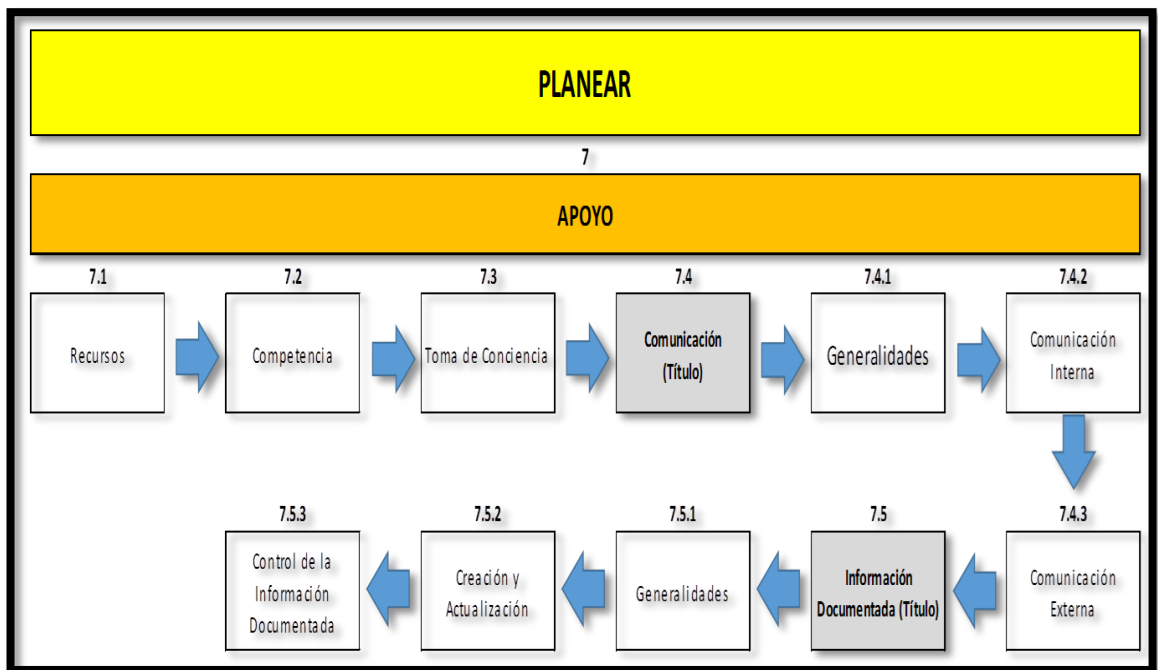 PLANEAR
7
APOYO
7.1
Recursos
7.2
Competencia
7.3
Toma de Conciencia
7.4
Comunicación
(Título)
7.4.1
Generalidades
7.4.2
Comunicación
Interna
7.4.3
Comunicación
Externa
7.5
Información
Documentada (Título)
7.5.1
Generalidades
7.5.2
Creación y
Actualización
7.5.3
Control de la
Información
Documentada